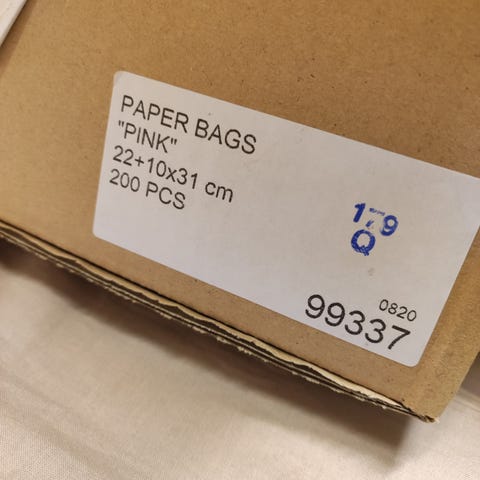 PAPER BAGS
"PINK"
22+10x31 cm
200 PCS
179
Q
0820
99337